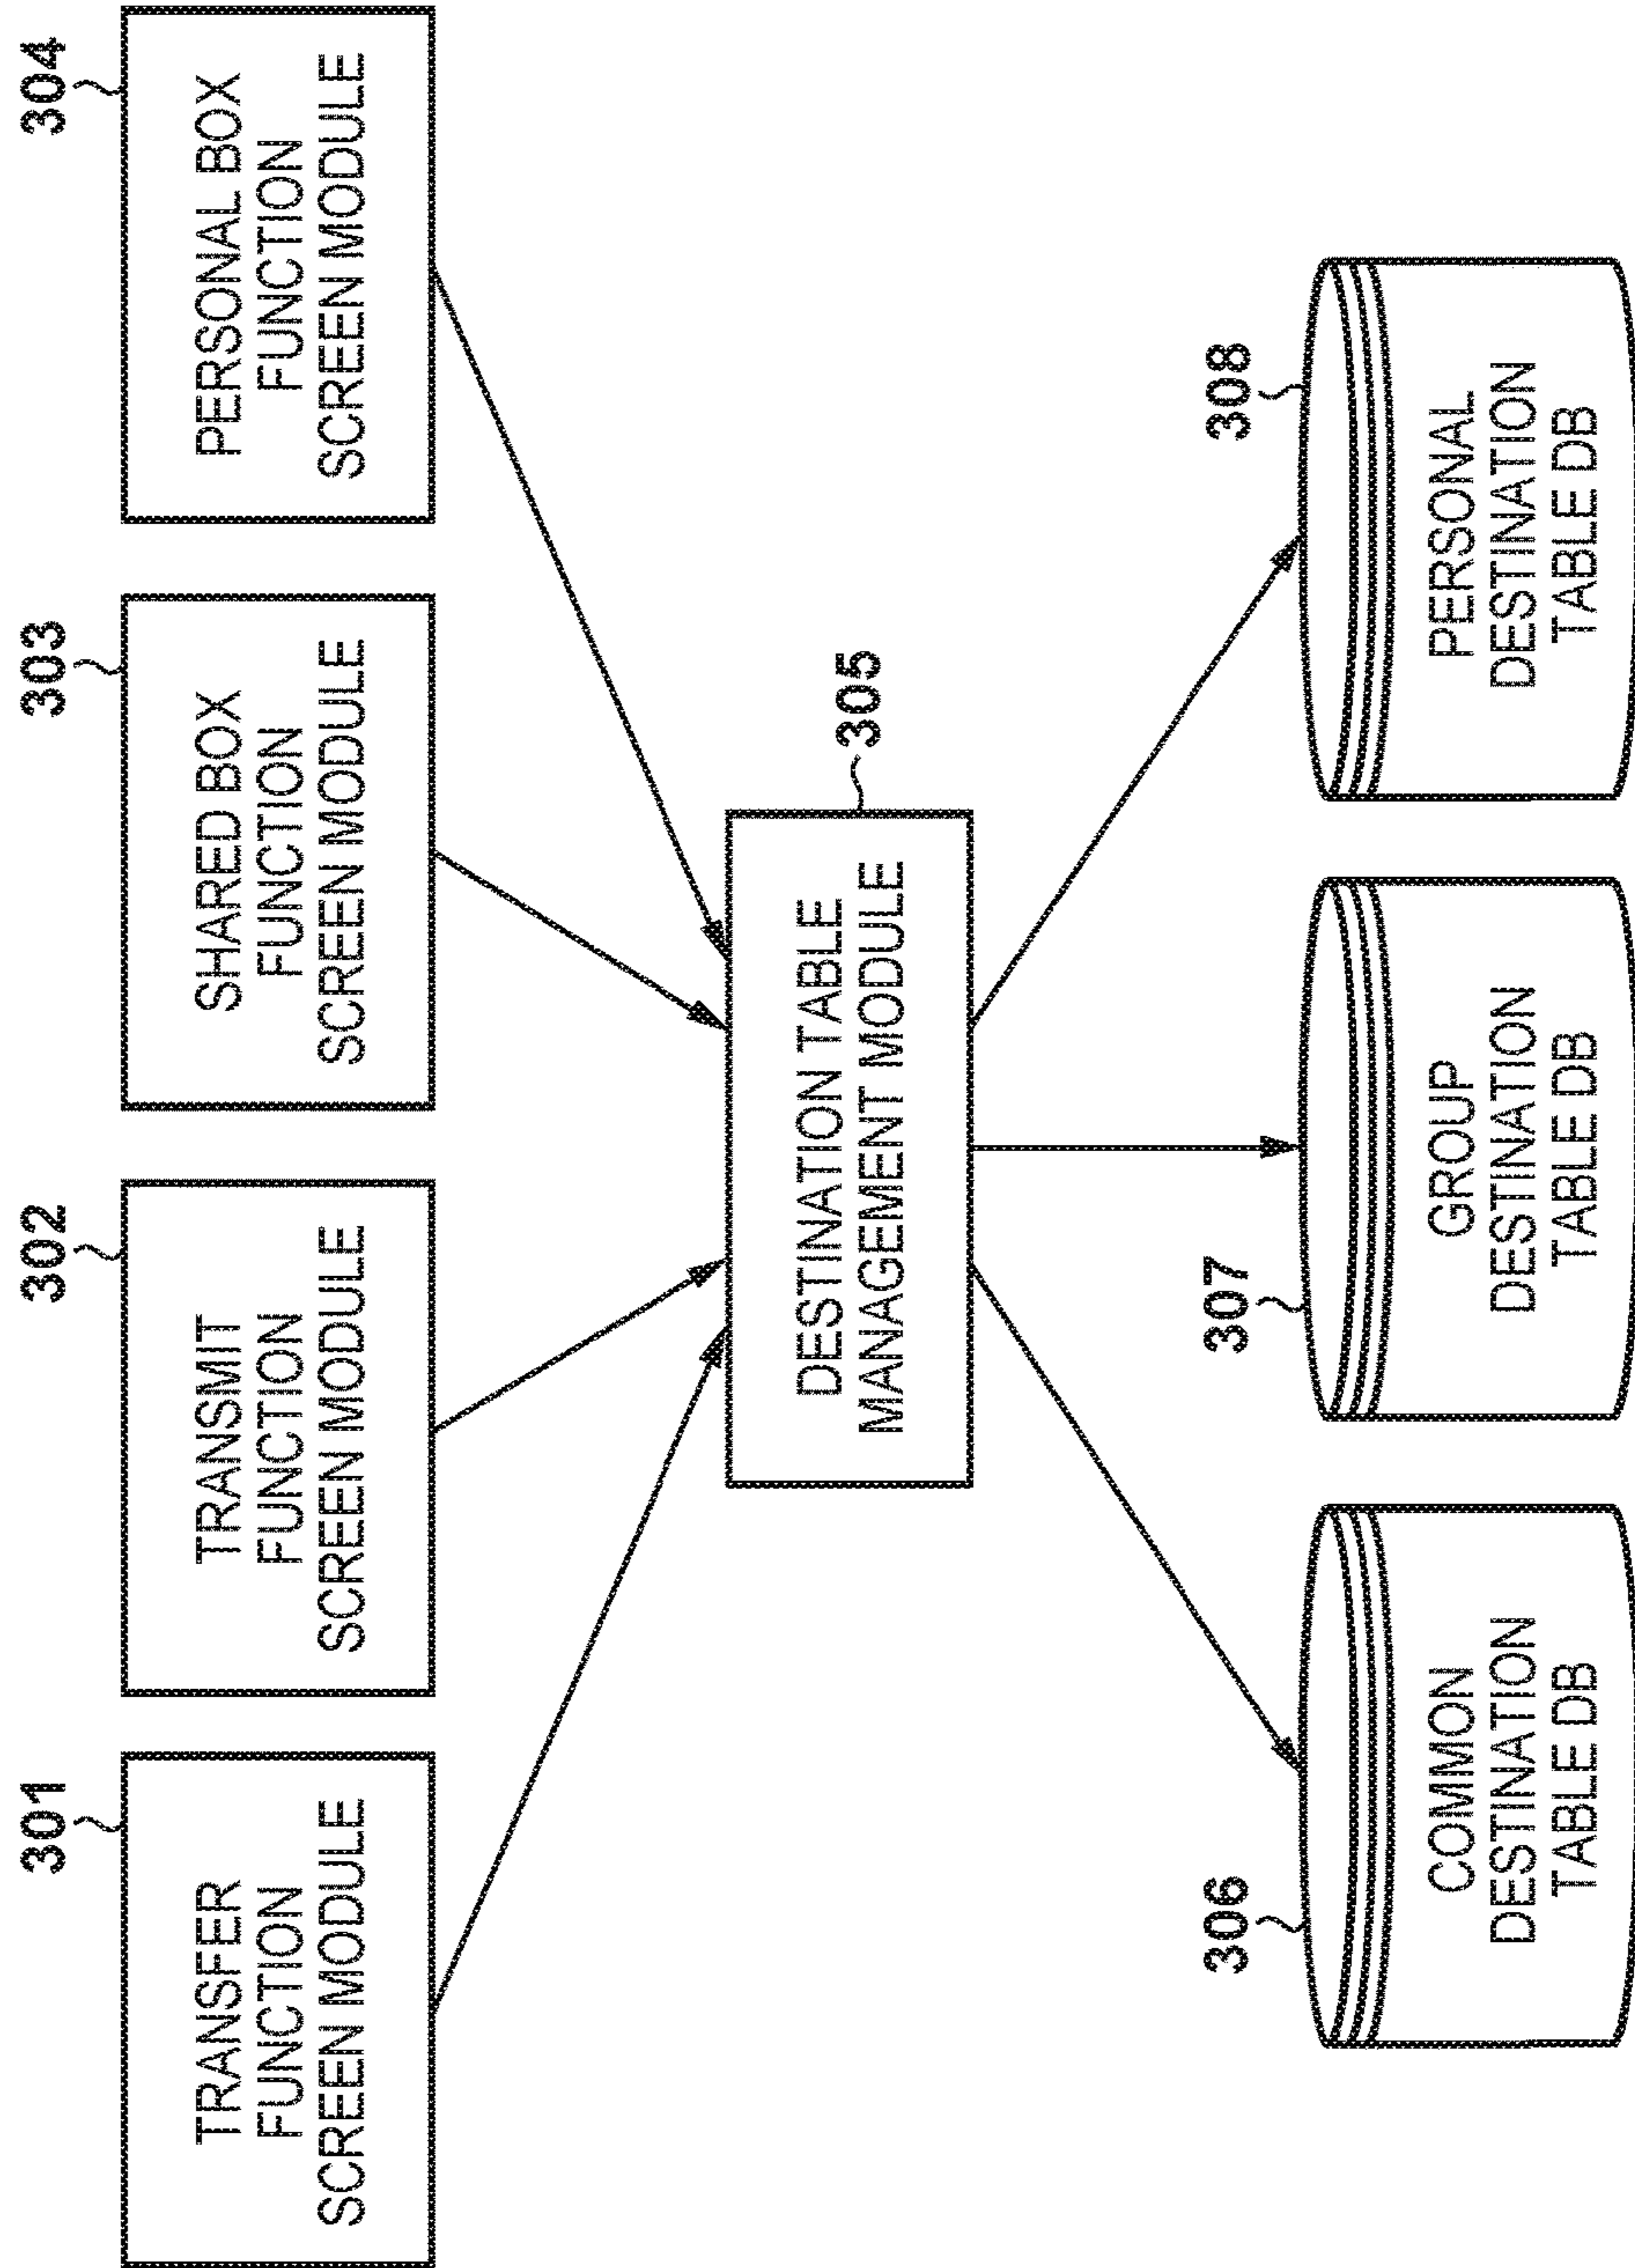 301
TRANSFER
FUNCTION
SCREEN MODULE
302
TRANSMIT
FUNCTION
SCREEN MODULE
303
SHARED BOX
FUNCTION
SCREEN MODULE
304
PERSONAL BOX
FUNCTION
SCREEN MODULE
305
DESTINATION TABLE
MANAGEMENT MODULE
306
COMMON
DESTINATION
TABLE DB
307
GROUP
DESTINATION
TABLE DB
308
PERSONAL
DESTINATION
TABLE DB